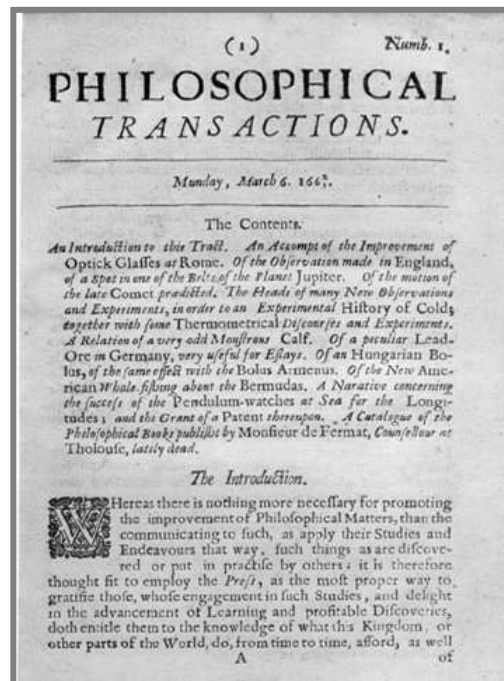 (1)
Numb. 1.
PHILOSOPHICAL
TRANSACTIONS.
Munday, March 6. 166
The Contents.
An Introduction to this Tract. An Accompt of the Improvement of
Optick Glaſſes at Rome. Of the Obſervation made in England,
of a Spot in one of the Belts of the Planet Jupiter. Of the motion of
the late Comet prædicted. The Heads of many New Obſervations
and Experiments, in order to an Experimental Hiſtory of Cold;
together with ſome Thermometrical Diſcourſes and Experiments.
A Relation of a very odd Monſtrous Calf. Of a peculiar Lead-
Ore in Germany, very uſeful for Eſſays. Of an Hungarian Bo-
lus, of the ſame effect with the Bolus Armenus. Of the New Ame-
rican Whale-fiſhing about the Bermudas. A Narative concerning
the ſucceſs of the Pendulum-watches at Sea for the Longi-
tudes; and the Grant of a Patent thereupon. A Catalogue of the
Philoſophical Books publiſht by Monſieur de Fermat, Counſellour at
Tholouſe, lately dead.
The Introduction.
WHereas there is nothing more neceſſary for promoting
the improvement of Philoſophical Matters, than the
communicating to ſuch, as apply their Studies and
Endeavours that way, ſuch things as are diſcove-
red or put in practiſe by others; it is therefore
thought fit to employ the Preſs, as the moſt proper way to
gratifie thoſe, whoſe engagement in ſuch Studies, and delight
in the advancement of Learning and profitable Diſcoveries,
doth entitle them to the knowledge of what this Kingdom, or
other parts of the World, do, from time to time, afford, as well
A
of